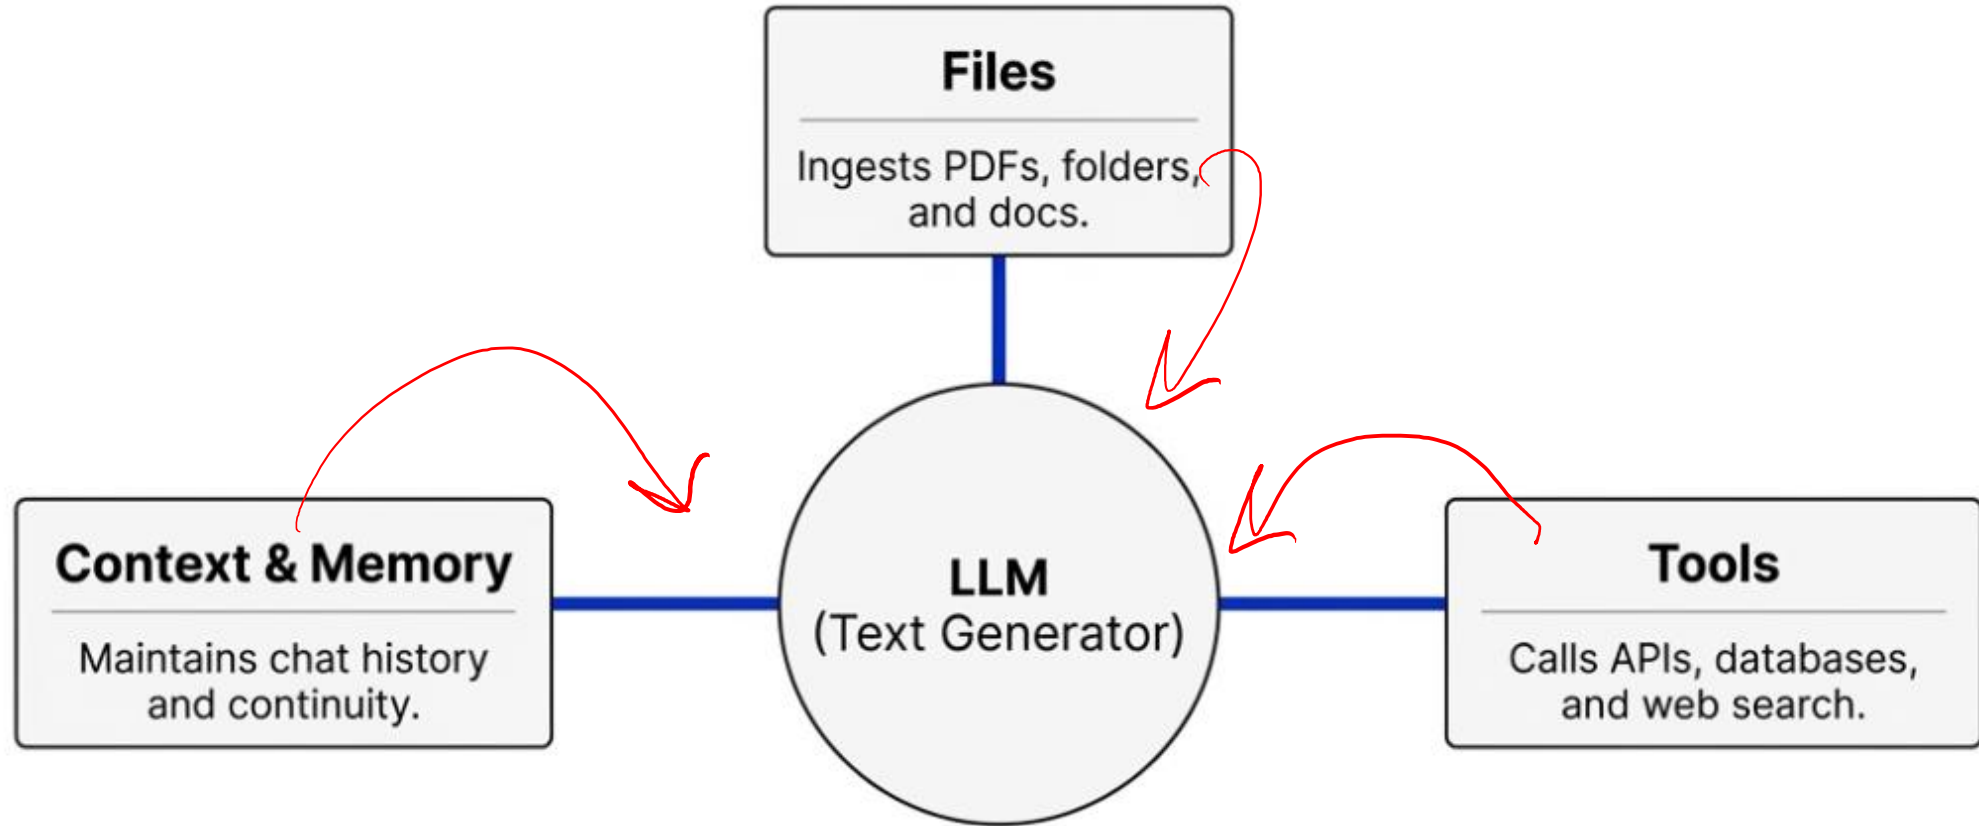 Files
Ingests PDFs, folders,
and docs.
Context & Memory
Maintains chat history
and continuity.
LLM
(Text Generator)
Tools
Calls APIs, databases,
and web search.